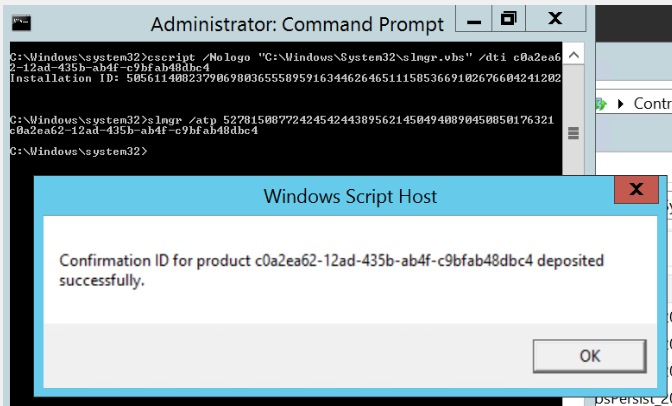 Administrator: Command Prompt
C:\Windows\system32>cscript /Nologo "C:\Windows\System32\slmgr.vbs" /dti c0a2ea6
2-12ad-435b-ab4f-c9bfab48dbc4
Installation ID: 505611408237906980365558959163446264651115853669102676604241202
C:\Windows\system32>slmgr /atp 527815087724245424438956214504940890450850176321
c0a2ea62-12ad-435b-ab4f-c9bfab48dbc4
C:\Windows\system32>
Contr
Windows Script Host
Confirmation ID for product c0a2ea62-12ad-435b-ab4f-c9bfab48dbc4 deposited
successfully.
OK